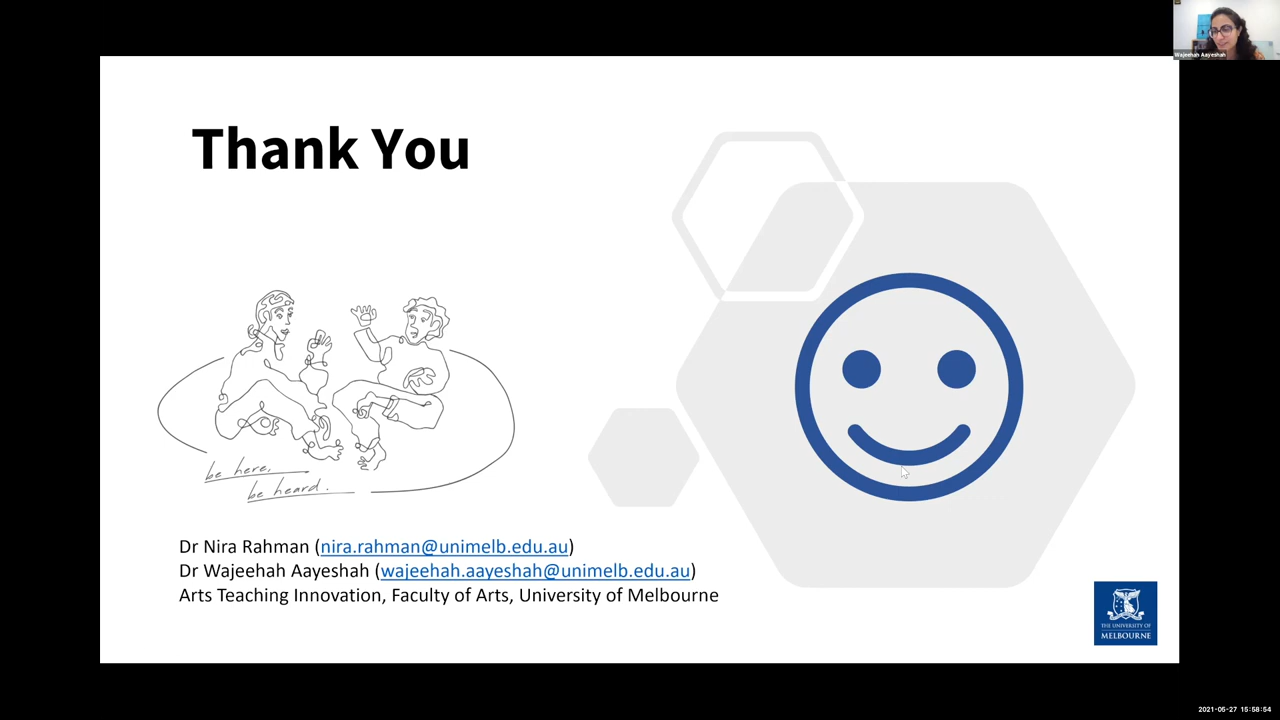 Wajeehah Aayeshah
Thank You
be here,
be heard.
Dr Nira Rahman (nira.rahman@unimelb.edu.au)
Dr Wajeehah Aayeshah (wajeehah.aayeshah@unimelb.edu.au)
Arts Teaching Innovation, Faculty of Arts, University of Melbourne
THE UNIVERSITY OF
MELBOURNE
2021-05-27 15:58:54